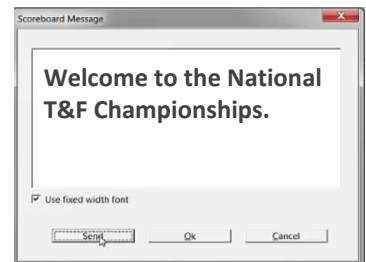 Scoreboard Message
Welcome to the National
T&F Championships.
Use fixed width font
Send
Ok
Cancel